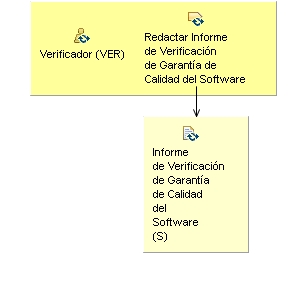 Verificador (VER)
Redactar Informe
de Verificación
de Garantía de
Calidad del Software
Informe
de Verificación
de Garantía
de Calidad
del
Software
(S)